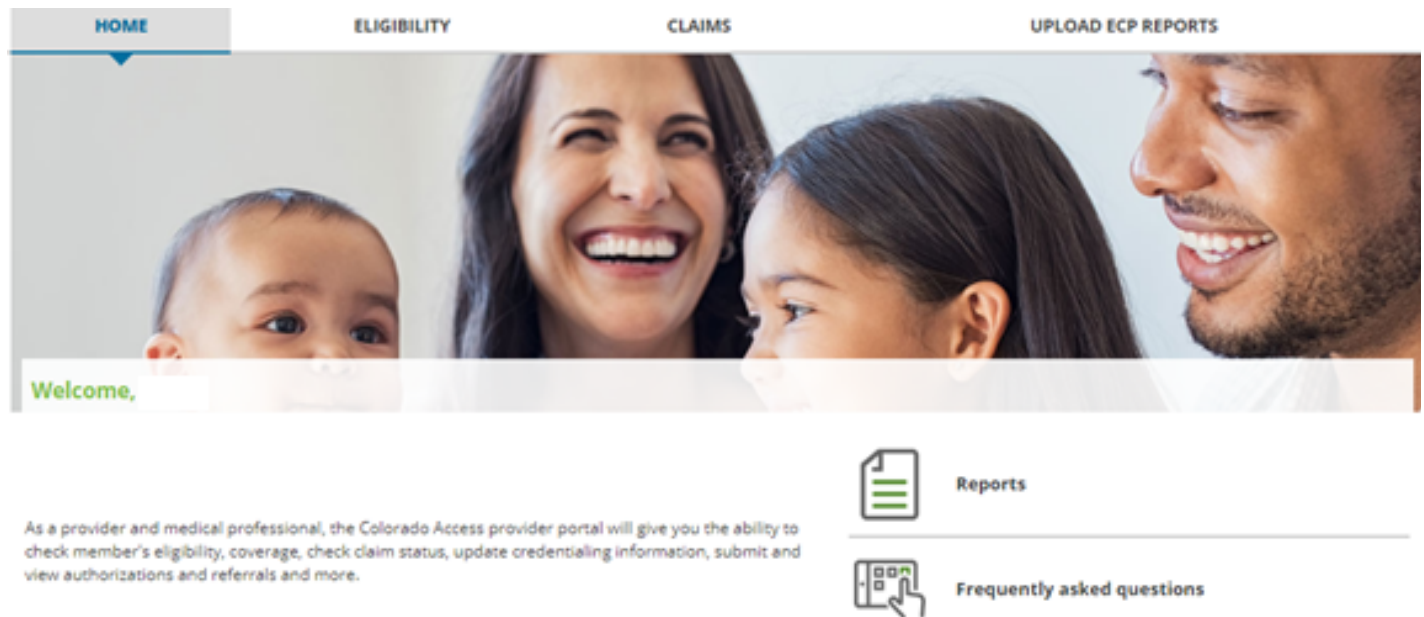 HOME
ELIGIBILITY
CLAIMS
UPLOAD ECP REPORTS
Welcome,
As a provider and medical professional, the Colorado Access provider portal will give you the ability to
check member's eligibility, coverage, check claim status, update credentialing information, submit and
view authorizations and referrals and more.
Reports
Frequently asked questions